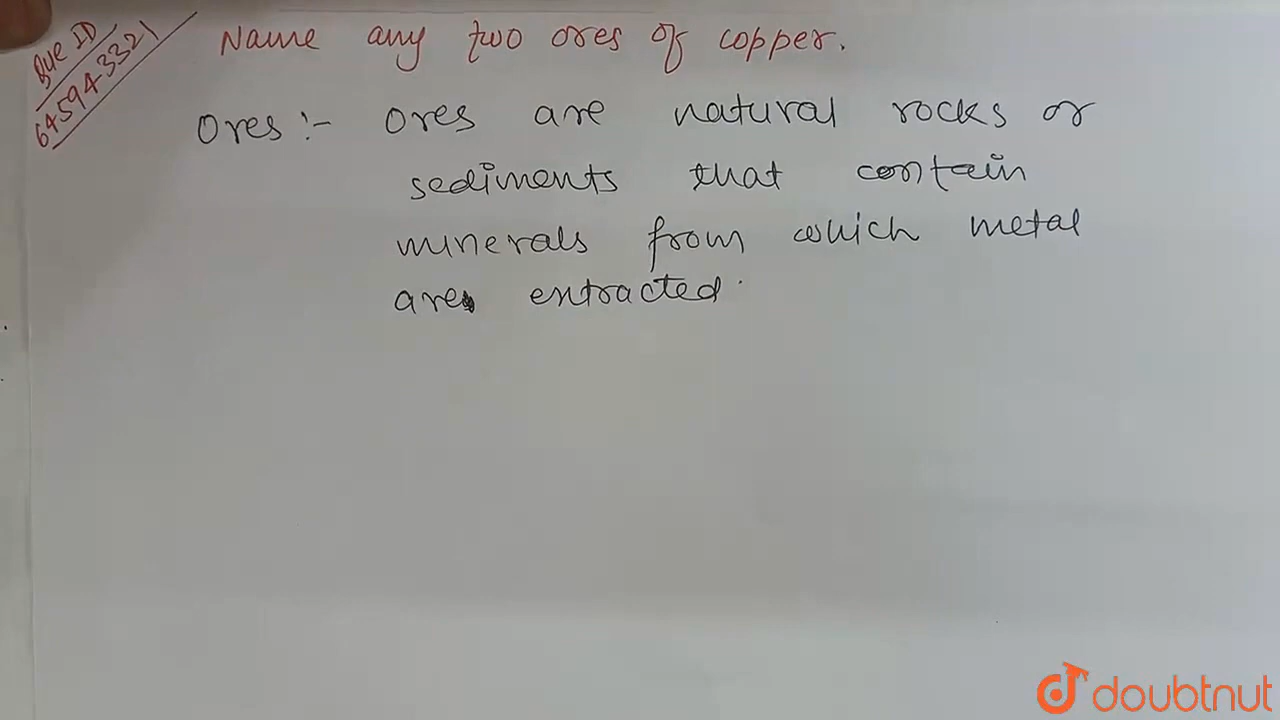 Que ID
645943321
Name any two ores of copper.
Ores :- Ores are natural rocks or
sediments that contain
minerals from which metal
are extracted.
doubtnut